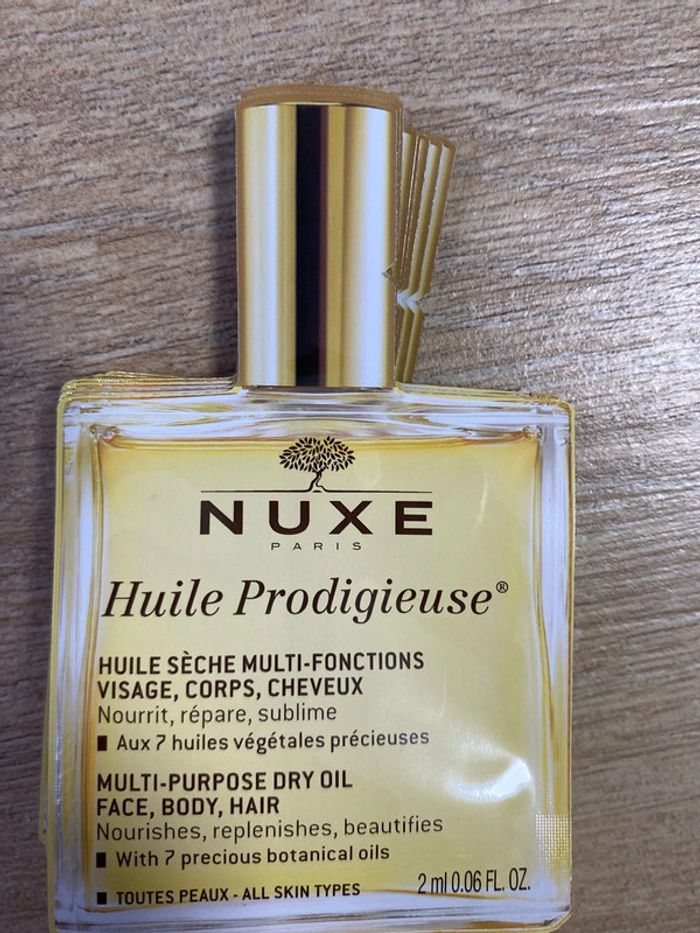 NUXE
PARIS
Huile Prodigieuse®
HUILE SÈCHE MULTI-FONCTIONS
VISAGE, CORPS, CHEVEUX
Nourrit, répare, sublime
■ Aux 7 huiles végétales précieuses
MULTI-PURPOSE DRY OIL
FACE, BODY, HAIR
Nourishes, replenishes, beautifies
■ With 7 precious botanical oils
■ TOUTES PEAUX - ALL SKIN TYPES
2 ml 0.06 FL. OZ.